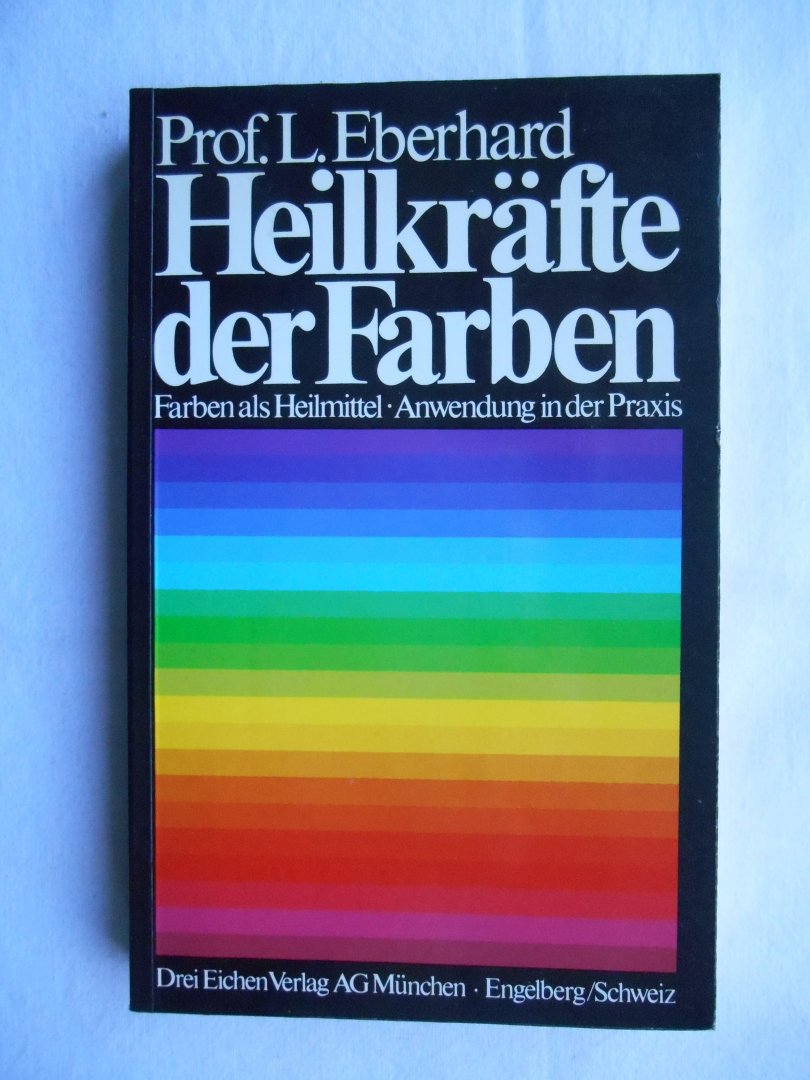 Prof. L. Eberhard
Heilkräfte
der Farben
Farben als Heilmittel · Anwendung in der Praxis
Drei Eichen Verlag AG München · Engelberg/Schweiz